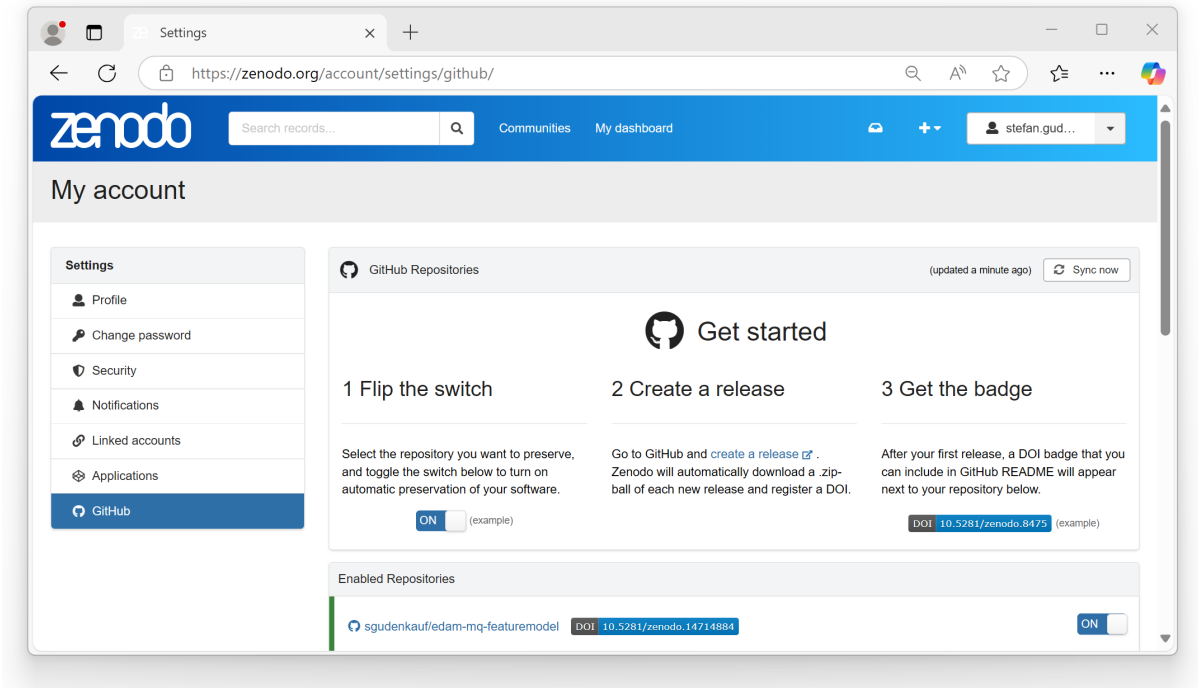 Settings
https://zenodo.org/account/settings/github/
zenodo
Search records...
Communities
My dashboard
stefan.gud...
My account
Settings
Profile
Change password
Security
Notifications
Linked accounts
Applications
GitHub
GitHub Repositories
(updated a minute ago)
Sync now
Get started
1 Flip the switch
Select the repository you want to preserve,
and toggle the switch below to turn on
automatic preservation of your software.
ON (example)
2 Create a release
Go to GitHub and create a release .
Zenodo will automatically download a .zip-
ball of each new release and register a DOI.
3 Get the badge
After your first release, a DOI badge that you
can include in GitHub README will appear
next to your repository below.
DOI 10.5281/zenodo.8475 (example)
Enabled Repositories
sgudenkauf/edam-mq-featuremodel DOI 10.5281/zenodo.14714884 ON